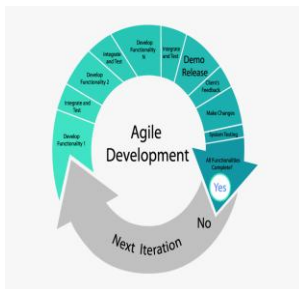 Develop
Functionality 1
Integrate and
Test
Develop
Functionality 2
Integrate
and Test
Develop
Functionality
N
Integrate
and Test
Demo
Release
Client's
Feedback
Make Changes
System Testing
All Functionalities
Complete?
Yes
No
Next Iteration
Agile
Development